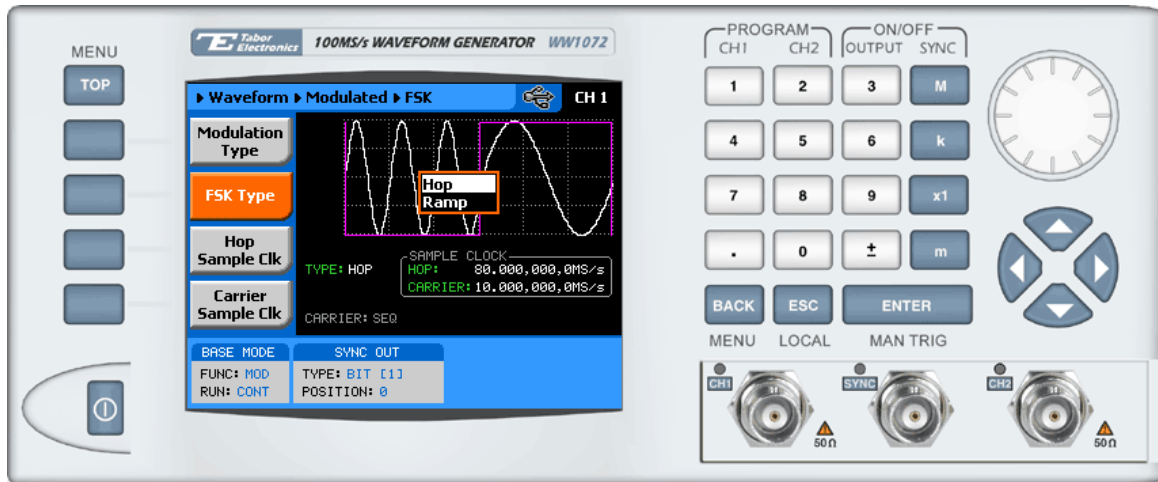 MENU
TOP
Tabor
Electronics
100MS/s WAVEFORM GENERATOR WW1072
▸ Waveform ▸ Modulated ▸ FSK
CH 1
Modulation
Type
FSK Type
Hop
Sample Clk
Carrier
Sample Clk
Hop
Ramp
TYPE: HOP
SAMPLE CLOCK
HOP: 80.000,000,0MS/s
CARRIER: 10.000,000,0MS/s
CARRIER: SEQ
BASE MODE
FUNC: MOD
RUN: CONT
SYNC OUT
TYPE: BIT [1]
POSITION: 0
PROGRAM
CH1 CH2
ON/OFF
OUTPUT SYNC
1 2 3 M
4 5 6 k
7 8 9 x1
. 0 ± m
BACK ESC ENTER
MENU LOCAL MAN TRIG
CH1
SYNC
CH2
50Ω
50Ω